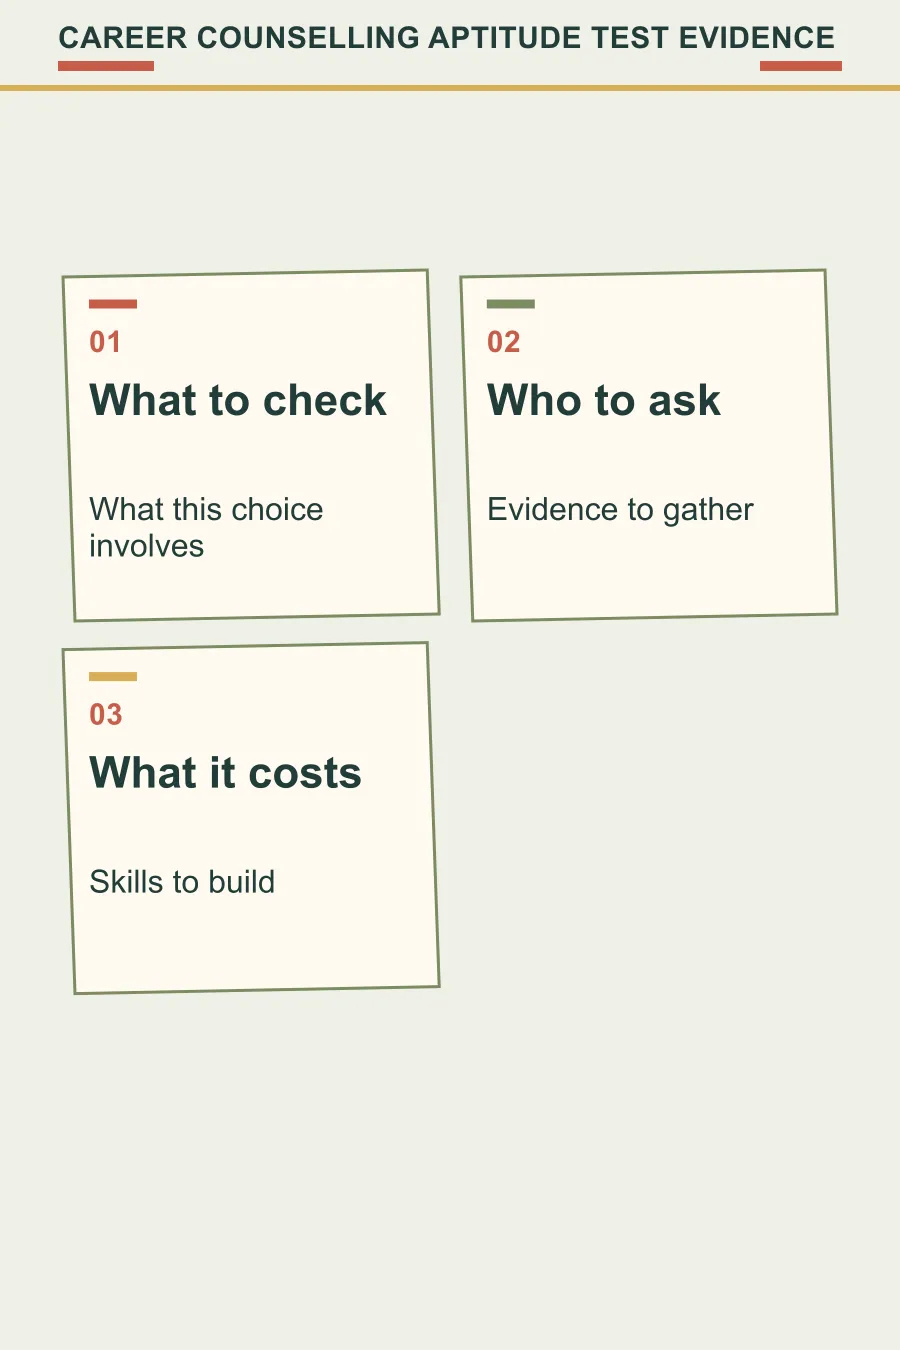 CAREER COUNSELLING APTITUDE TEST EVIDENCE
01
What to check
What this choice
involves
02
Who to ask
Evidence to gather
03
What it costs
Skills to build